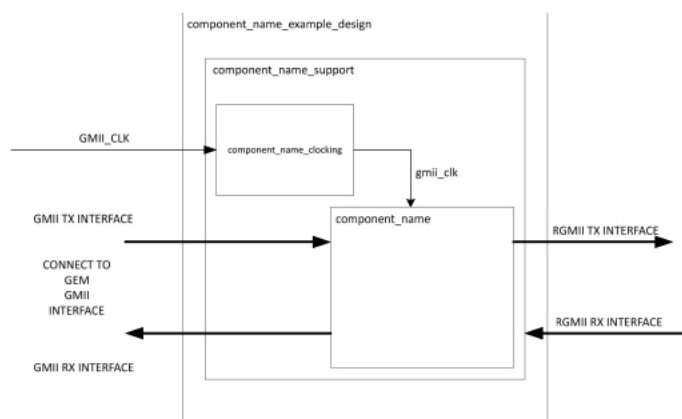 component_name_example_design
component_name_support
GMII_CLK
component_name_clocking
gmii_clk
GMII TX INTERFACE
component_name
RGMII TX INTERFACE
CONNECT TO
GEM
GMII
INTERFACE
RGMII RX INTERFACE
GMII RX INTERFACE